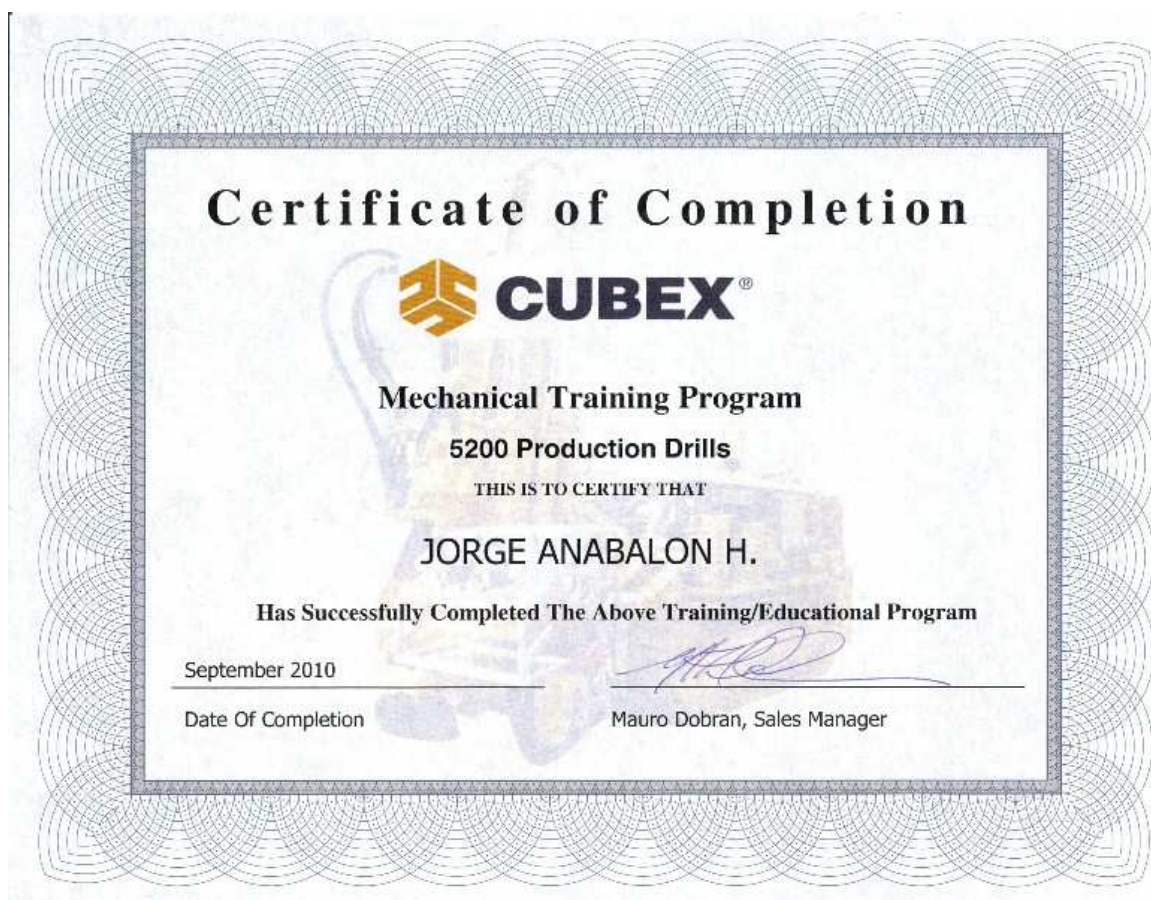 Certificate of Completion
CUBEX®
Mechanical Training Program
5200 Production Drills
THIS IS TO CERTIFY THAT
JORGE ANABALON H.
Has Successfully Completed The Above Training/Educational Program
September 2010
Date Of Completion
Mauro Dobran, Sales Manager